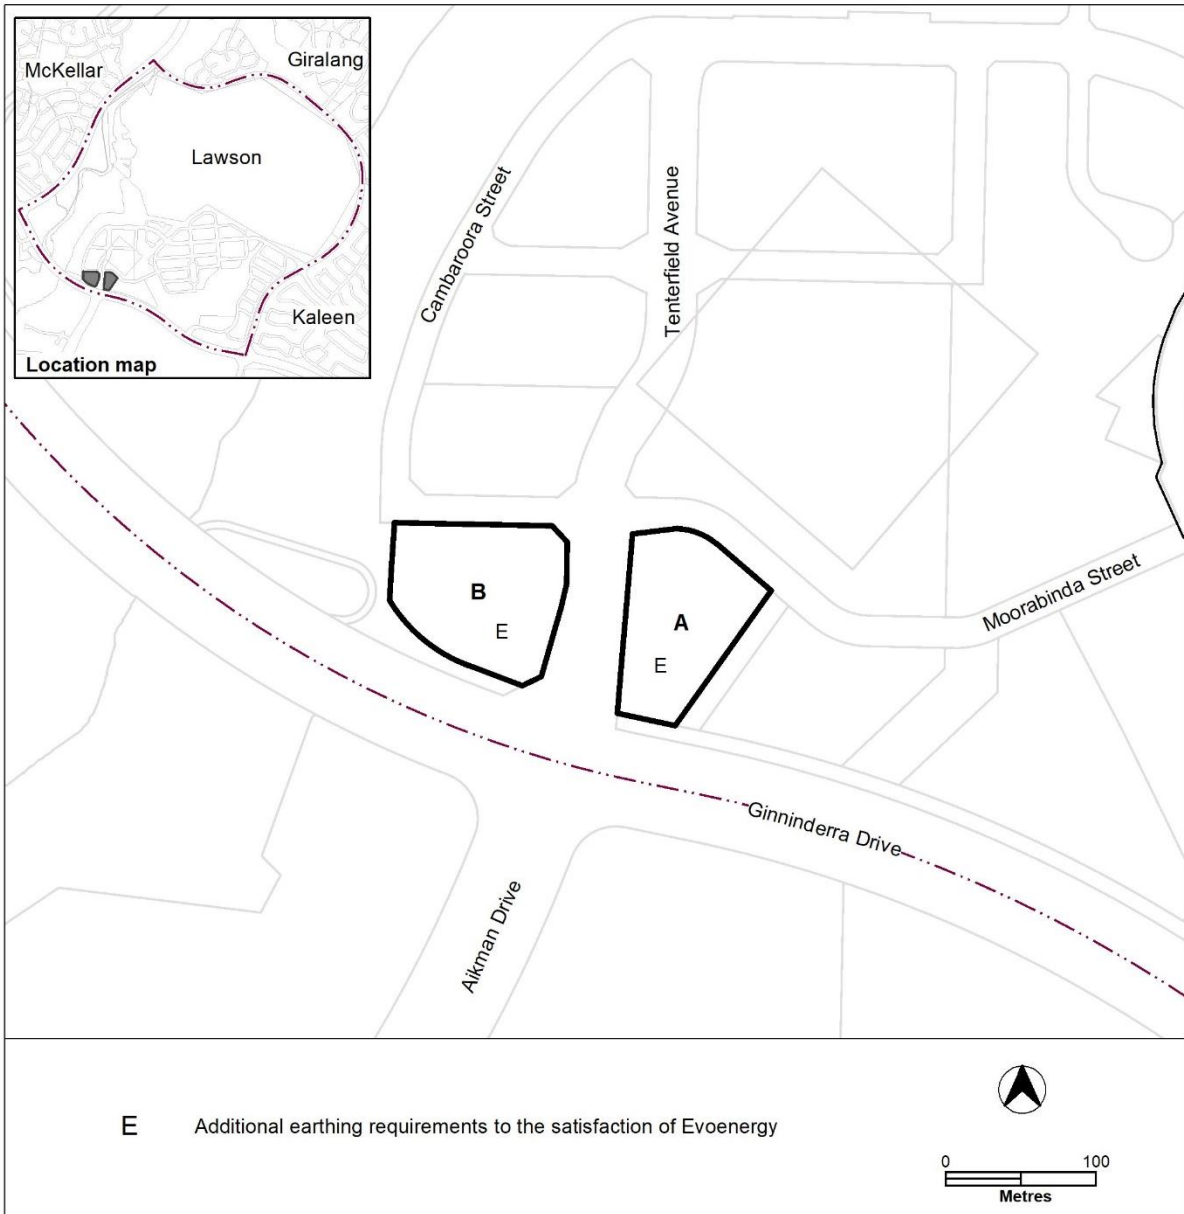 McKellar
Giralang
Lawson
Kaleen
Location map
Cambaroora Street
Tenterfield Avenue
B
E
A
E
Moorabinda Street
Ginninderra Drive
Aikman Drive
E Additional earthing requirements to the satisfaction of Evoenergy
0 100
Metres